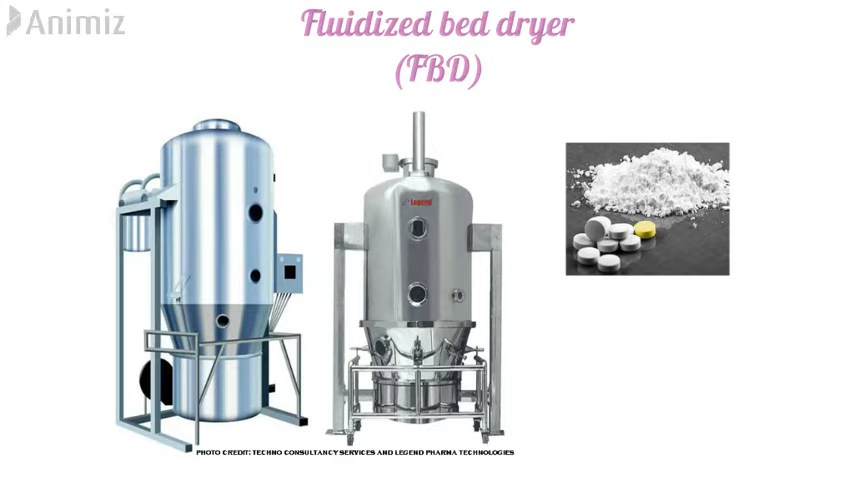 Animiz
Fluidized bed dryer
(FBD)
Legend
PHOTO CREDIT: TECHNO CONSULTANCY SERVICES AND LEGEND PHARMA TECHNOLOGIES